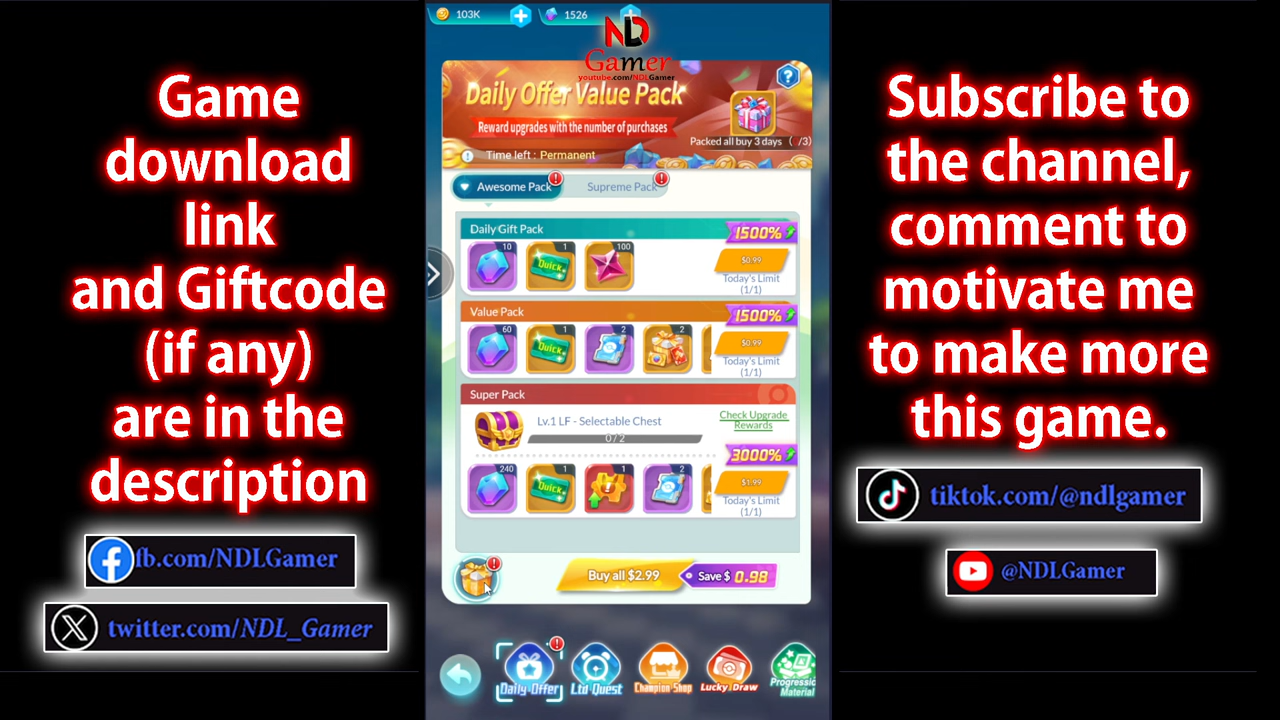 Game
download
link
and Giftcode
(if any)
are in the
description
fb.com/NDLGamer
twitter.com/NDL_Gamer
103K
1526
NDL
Gamer
youtube.com/NDLGamer
Daily Offer Value Pack
Reward upgrades with the number of purchases
Packed all buy 3 days ( /3)
Time left : Permanent
Awesome Pack
Supreme Pack
Daily Gift Pack
1500%
10
1
100
Quick
$0.99
Today's Limit
(1/1)
Value Pack
1500%
60
1
2
2
Quick
$0.99
Today's Limit
(1/1)
Super Pack
Lv.1 LF - Selectable Chest
0 / 2
Check Upgrade
Rewards
3000%
240
1
1
2
Quick
$1.99
Today's Limit
(1/1)
Buy all $2.99
Save $ 0.98
Daily Offer
Ltd Quest
Champion Shop
Lucky Draw
Progressive
Material
Subscribe to
the channel,
comment to
motivate me
to make more
this game.
tiktok.com/@ndlgamer
@NDLGamer